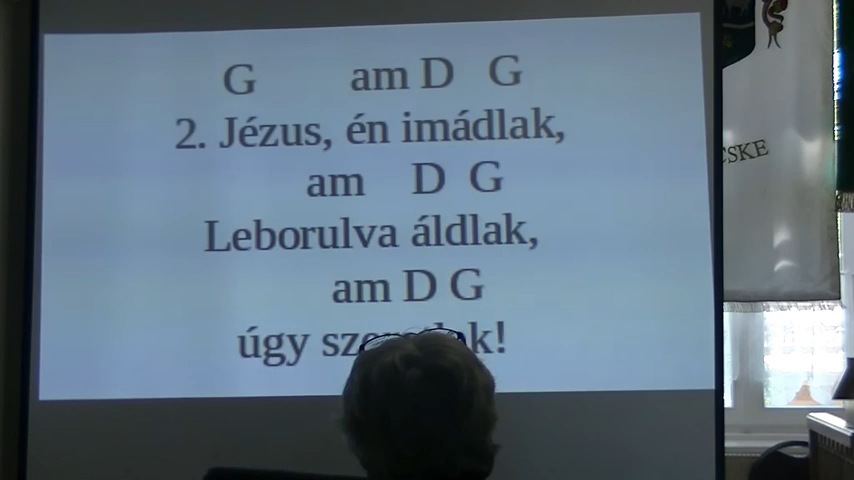 G am D G
2. Jézus, én imádlak,
am D G
Leborulva áldlak,
am D G
úgy